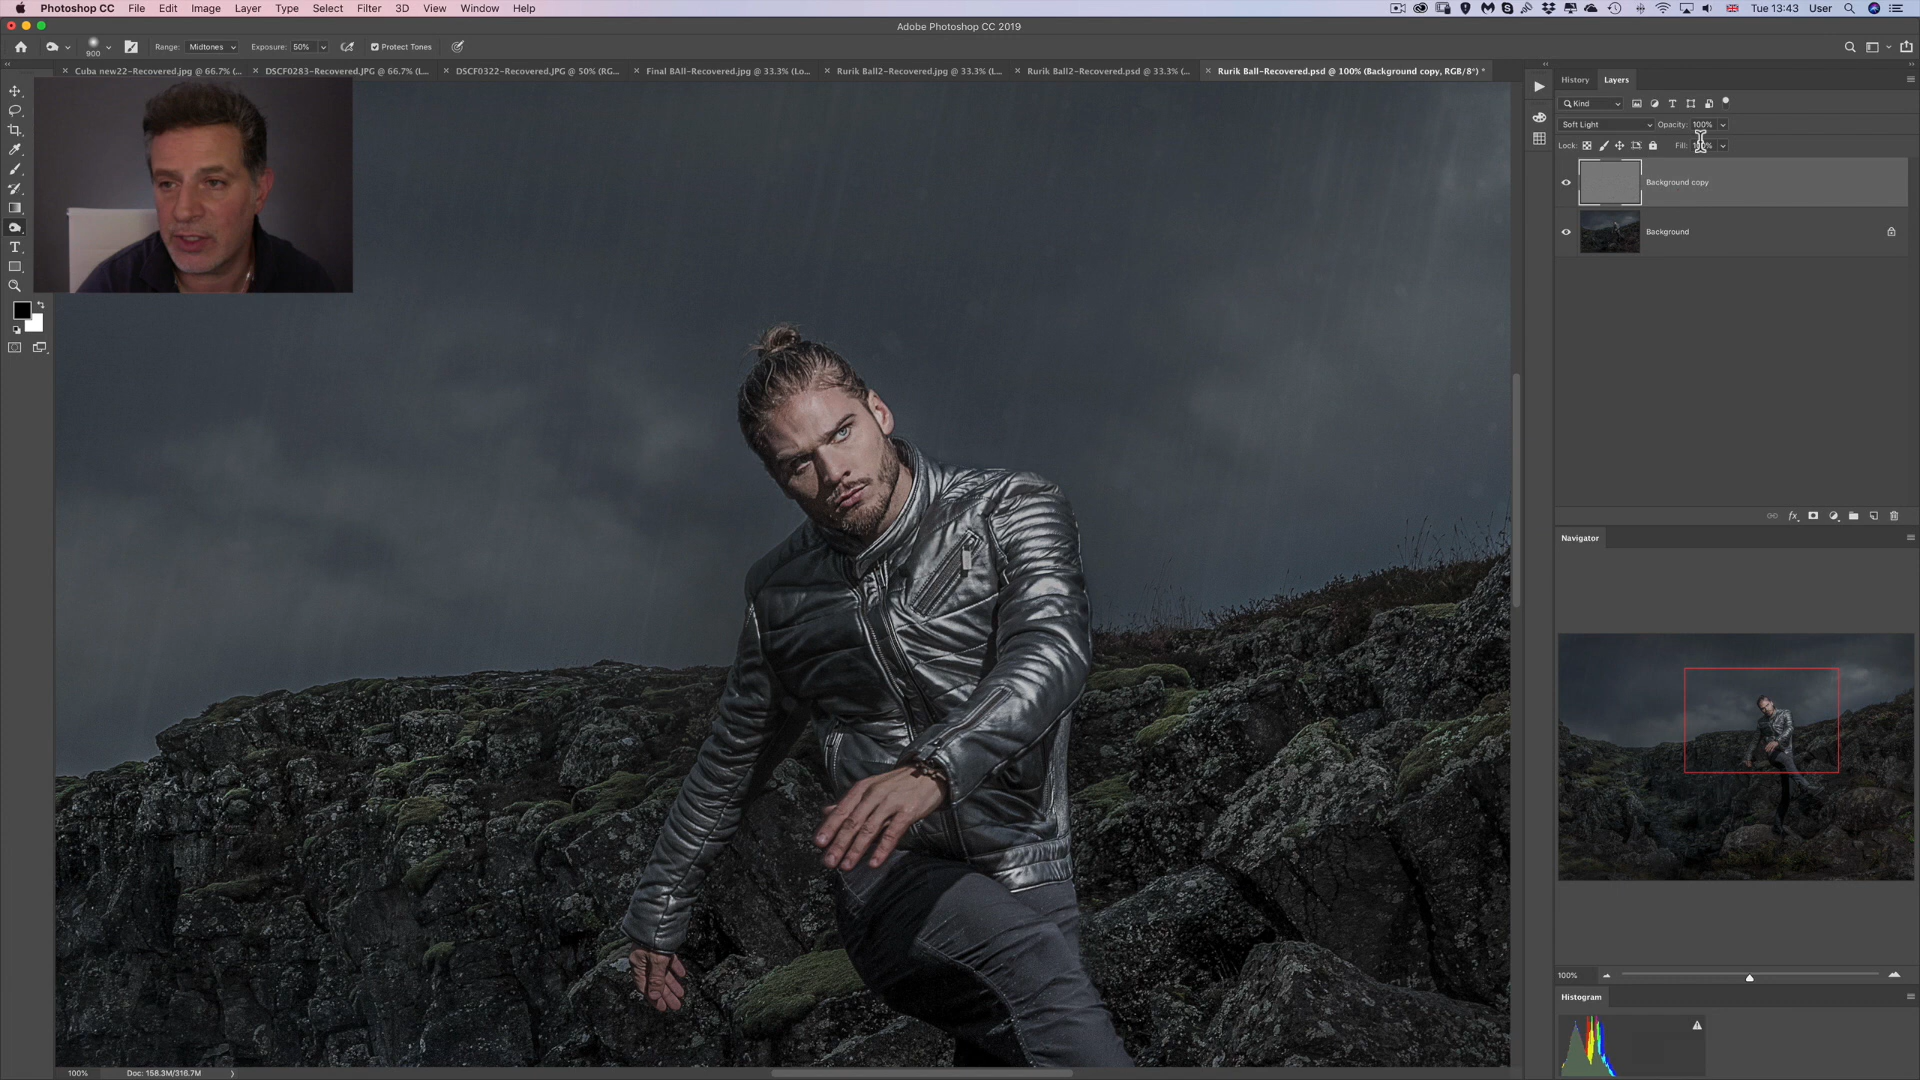 Photoshop CC File Edit Image Layer Type Select Filter 3D View Window Help Tue 13:43 User
Adobe Photoshop CC 2019
900 Range: Midtones Exposure: 50% Protect Tones
Cuba new22-Recovered.jpg @ 66.7% (... DSCF0283-Recovered.JPG @ 66.7% (L... DSCF0322-Recovered.JPG @ 50% (RG... Final BAll-Recovered.jpg @ 33.3% (Lo... Rurik Ball2-Recovered.jpg @ 33.3% (L... Rurik Ball2-Recovered.psd @ 33.3% (... Rurik Ball-Recovered.psd @ 100% (Background copy, RGB/8*) *
History Layers
Kind
Soft Light Opacity: 100%
Lock: Fill: 100%
Background copy
Background
fx
Navigator
100%
Histogram
100% Doc: 158.3M/316.7M